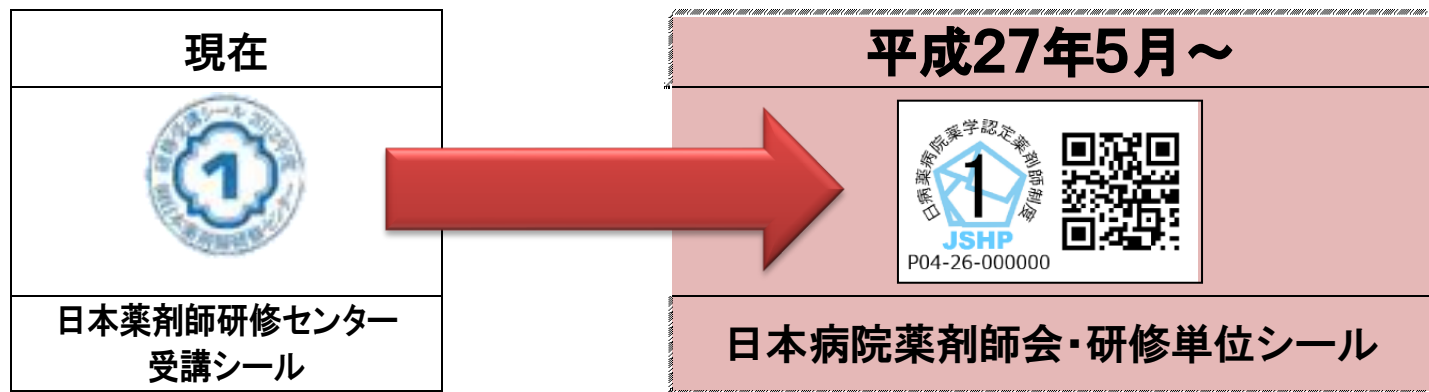 現在
1
日本薬剤師研修センター
受講シール
平成27年5月～
日病薬病院薬学認定薬剤師制度
1
JSHP
P04-26-000000
日本病院薬剤師会・研修単位シール